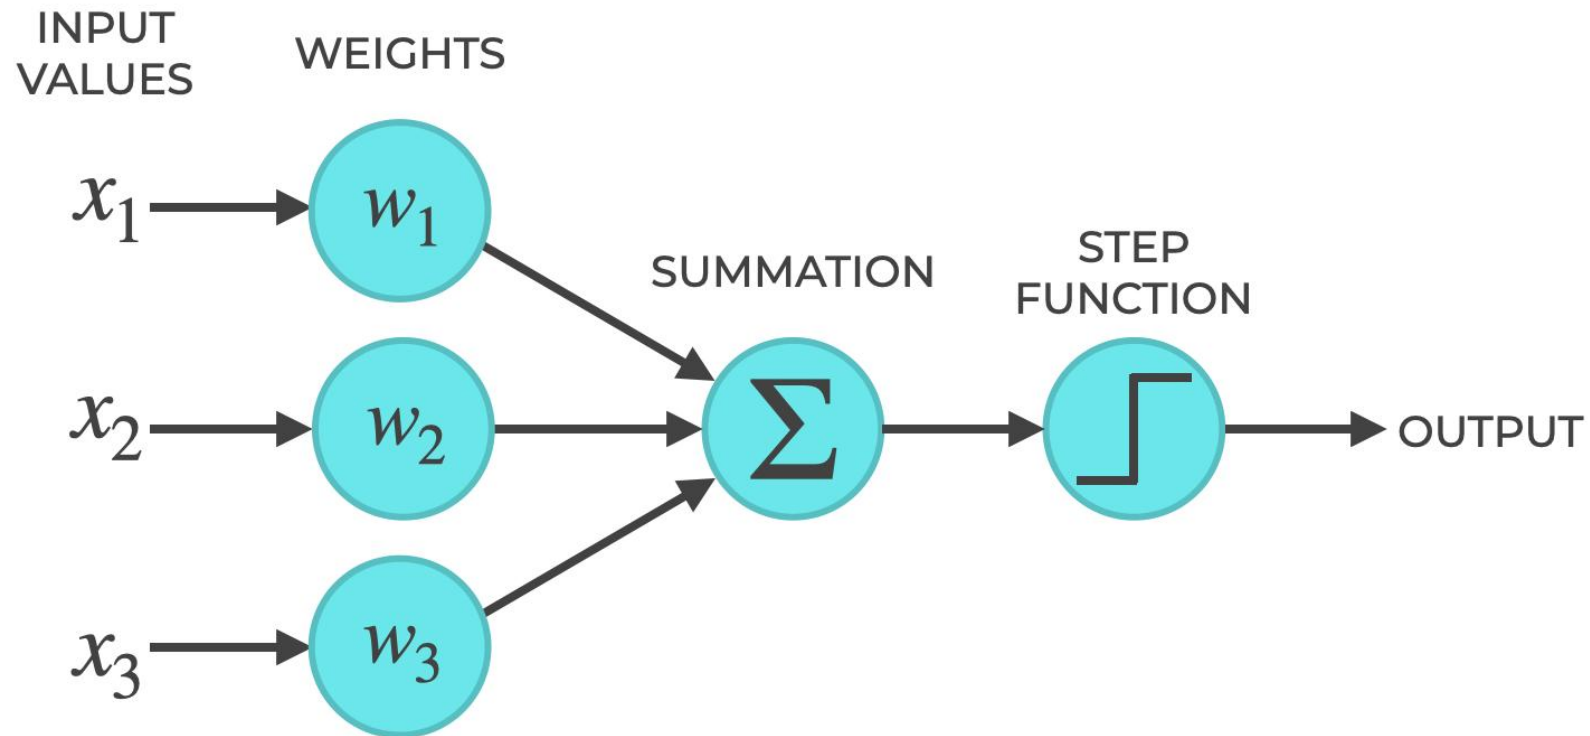 INPUT
VALUES
WEIGHTS
x₁
w₁
SUMMATION
STEP
FUNCTION
x₂
w₂
Σ
OUTPUT
x₃
w₃